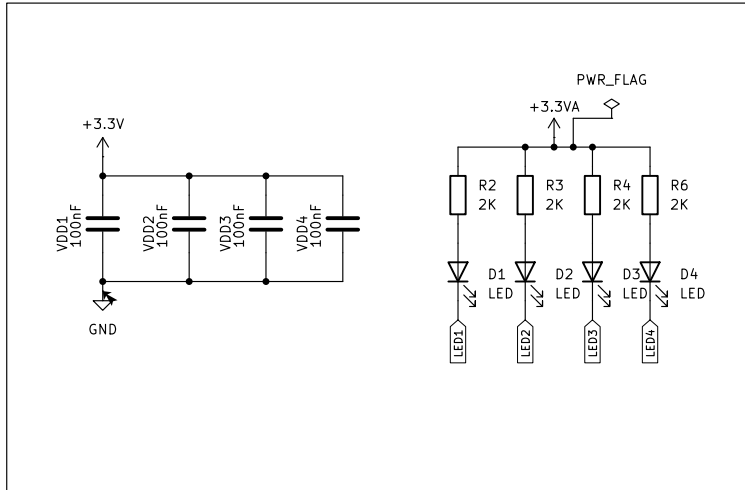 PWR_FLAG
+3.3VA
+3.3V
R2
2K
R3
2K
R4
2K
R6
2K
VDD1
100nF
VDD2
100nF
VDD3
100nF
VDD4
100nF
D1
LED
D2
LED
D3
LED
D4
LED
GND
LED1
LED2
LED3
LED4